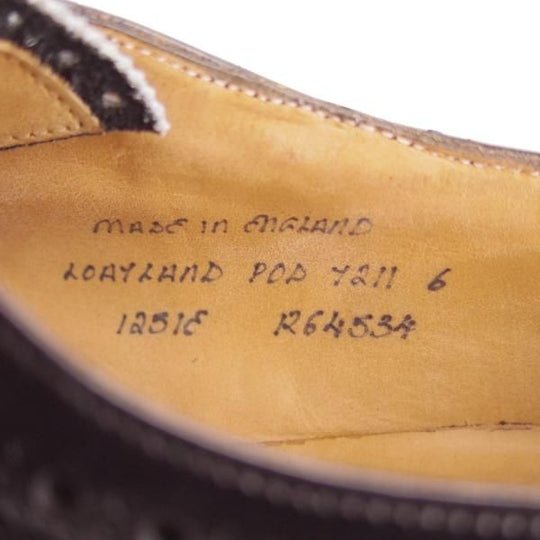 MADE IN ENGLAND
LOAYLAND POD 7211 6
1251E R64534